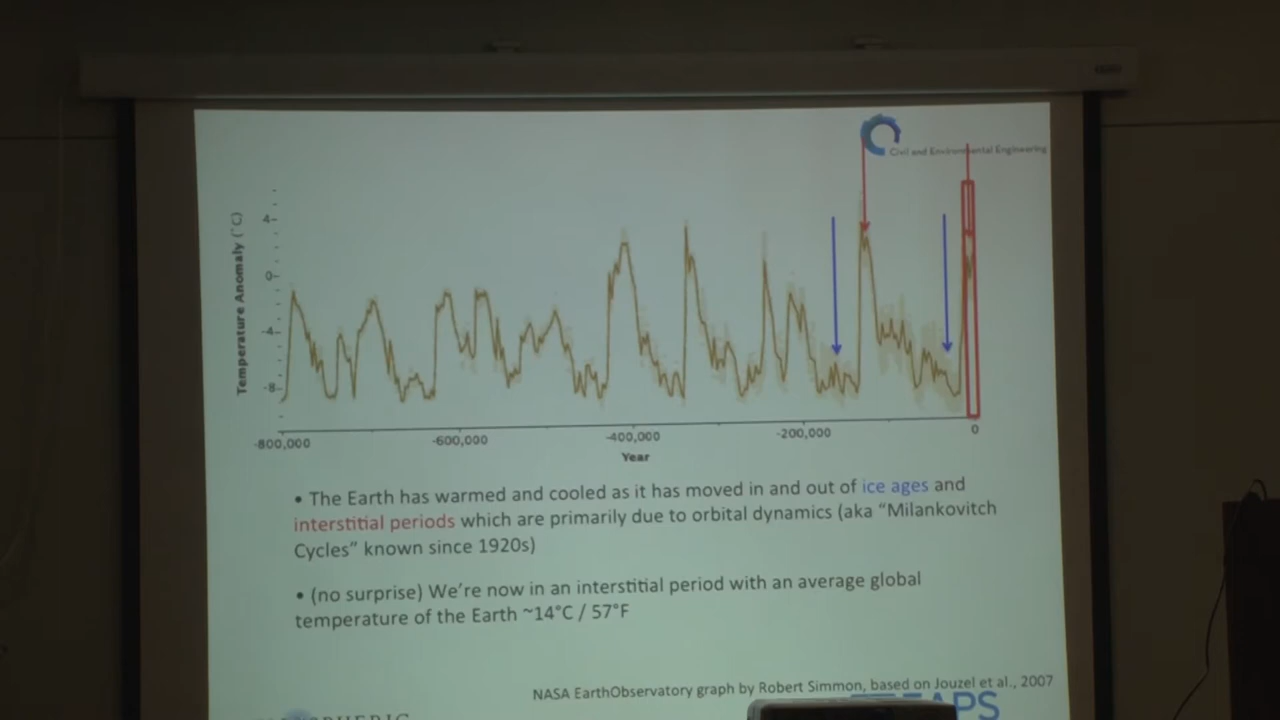 Civil and Environmental Engineering
Temperature Anomaly (°C)
4
0
-4
-8
-800,000
-600,000
-400,000
-200,000
0
Year
• The Earth has warmed and cooled as it has moved in and out of ice ages and
interstitial periods which are primarily due to orbital dynamics (aka “Milankovitch
Cycles” known since 1920s)
• (no surprise) We’re now in an interstitial period with an average global
temperature of the Earth ~14°C / 57°F
NASA EarthObservatory graph by Robert Simmon, based on Jouzel et al., 2007